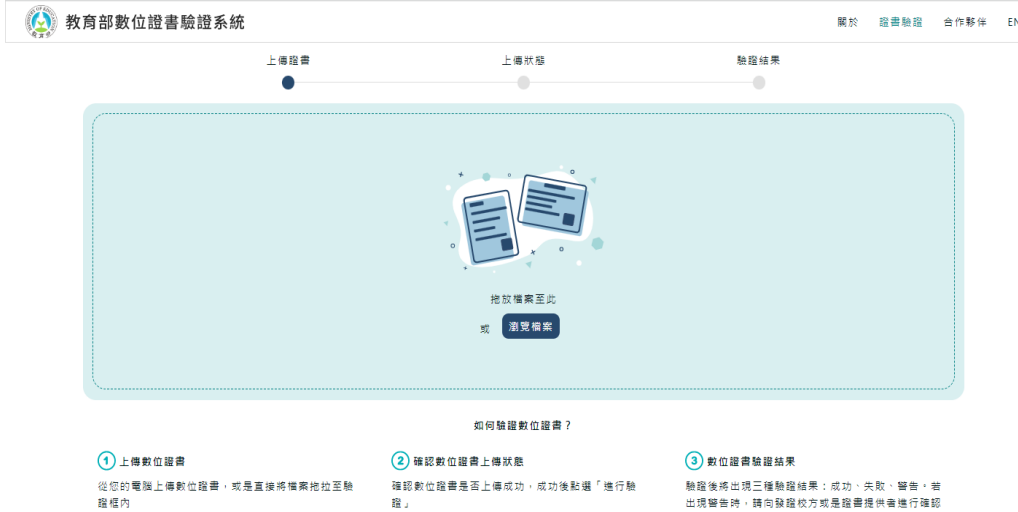 教育部數位證書驗證系統
關於 證書驗證 合作夥伴 EN
上傳證書 上傳狀態 驗證結果
拖放檔案至此
或 瀏覽檔案
如何驗證數位證書？
1 上傳數位證書
從您的電腦上傳數位證書，或是直接將檔案拖拉至驗
證框內
2 確認數位證書上傳狀態
確認數位證書是否上傳成功，成功後點選「進行驗
證」
3 數位證書驗證結果
驗證後將出現三種驗證結果：成功、失敗、警告。若
出現警告時，請向發證校方或是證書提供者進行確認